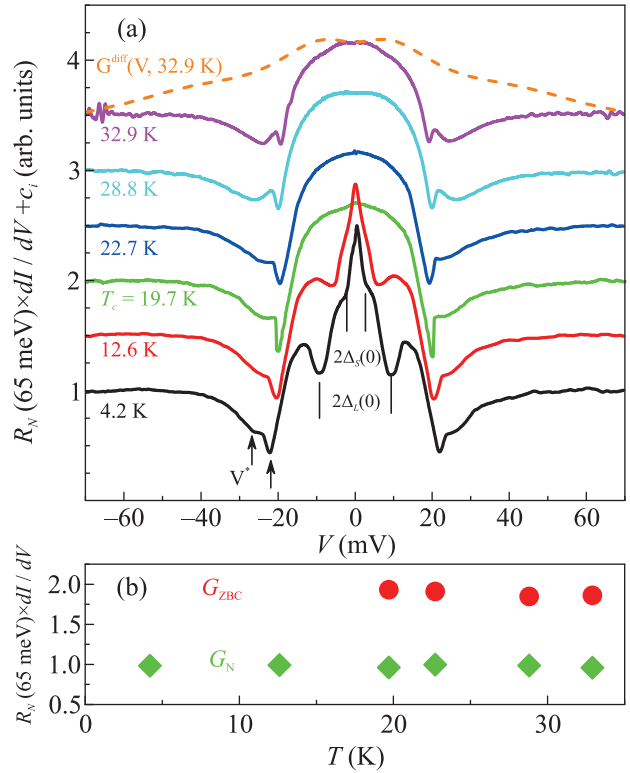 (a)
G^diff(V, 32.9 K)
32.9 K
28.8 K
22.7 K
T_c = 19.7 K
12.6 K
4.2 K
2Δ_S(0)
2Δ_L(0)
V*
4
3
2
1
R_N (65 meV)×dI / dV +c_i (arb. units)
−60 −40 −20 0 20 40 60
V (mV)
(b)
G_ZBC
G_N
2.0
1.5
1.0
0.5
R_N (65 meV)×dI / dV
0 10 20 30
T (K)